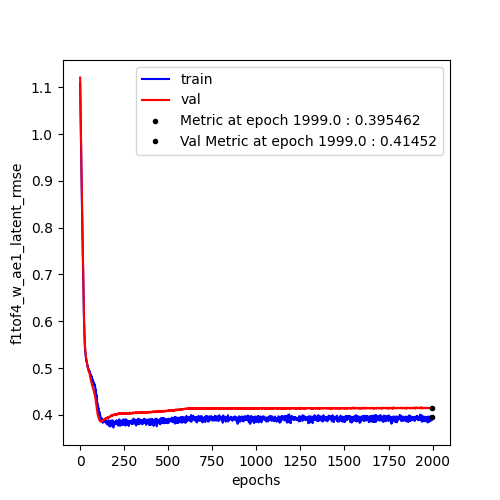 train
val
Metric at epoch 1999.0 : 0.395462
Val Metric at epoch 1999.0 : 0.41452
f1tof4_w_ae1_latent_rmse
1.1
1.0
0.9
0.8
0.7
0.6
0.5
0.4
0 250 500 750 1000 1250 1500 1750 2000
epochs